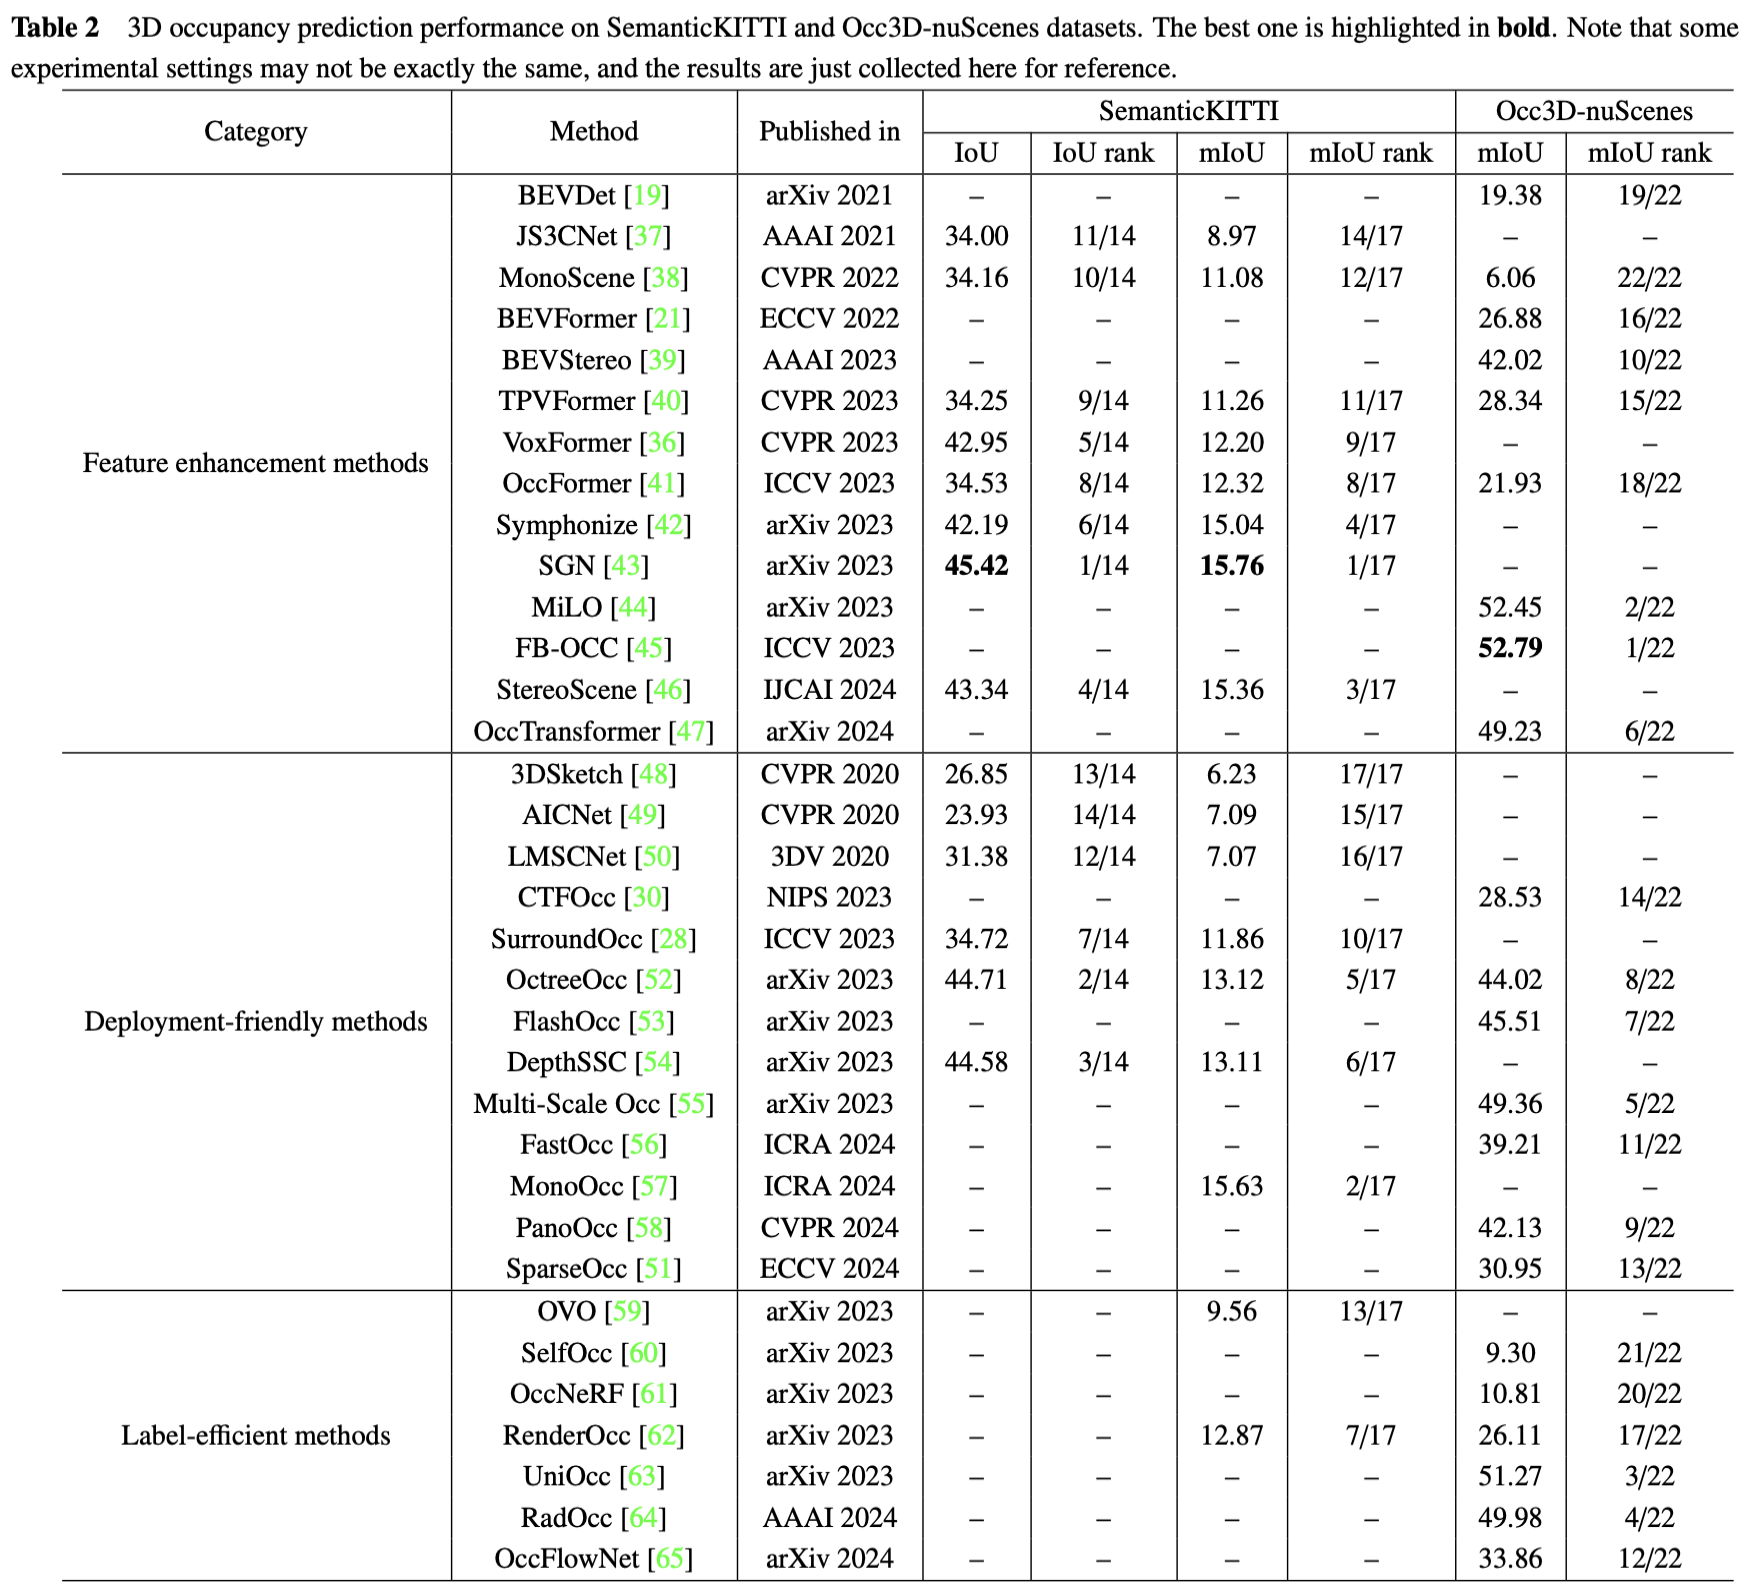 Table 2 3D occupancy prediction performance on SemanticKITTI and Occ3D-nuScenes datasets. The best one is highlighted in bold. Note that some
experimental settings may not be exactly the same, and the results are just collected here for reference.
Category Method Published in SemanticKITTI Occ3D-nuScenes
IoU IoU rank mIoU mIoU rank mIoU mIoU rank
Feature enhancement methods
BEVDet [19] arXiv 2021 – – – – 19.38 19/22
JS3CNet [37] AAAI 2021 34.00 11/14 8.97 14/17 – –
MonoScene [38] CVPR 2022 34.16 10/14 11.08 12/17 6.06 22/22
BEVFormer [21] ECCV 2022 – – – – 26.88 16/22
BEVStereo [39] AAAI 2023 – – – – 42.02 10/22
TPVFormer [40] CVPR 2023 34.25 9/14 11.26 11/17 28.34 15/22
VoxFormer [36] CVPR 2023 42.95 5/14 12.20 9/17 – –
OccFormer [41] ICCV 2023 34.53 8/14 12.32 8/17 21.93 18/22
Symphonize [42] arXiv 2023 42.19 6/14 15.04 4/17 – –
SGN [43] arXiv 2023 45.42 1/14 15.76 1/17 – –
MiLO [44] arXiv 2023 – – – – 52.45 2/22
FB-OCC [45] ICCV 2023 – – – – 52.79 1/22
StereoScene [46] IJCAI 2024 43.34 4/14 15.36 3/17 – –
OccTransformer [47] arXiv 2024 – – – – 49.23 6/22
Deployment-friendly methods
3DSketch [48] CVPR 2020 26.85 13/14 6.23 17/17 – –
AICNet [49] CVPR 2020 23.93 14/14 7.09 15/17 – –
LMSCNet [50] 3DV 2020 31.38 12/14 7.07 16/17 – –
CTFOcc [30] NIPS 2023 – – – – 28.53 14/22
SurroundOcc [28] ICCV 2023 34.72 7/14 11.86 10/17 – –
OctreeOcc [52] arXiv 2023 44.71 2/14 13.12 5/17 44.02 8/22
FlashOcc [53] arXiv 2023 – – – – 45.51 7/22
DepthSSC [54] arXiv 2023 44.58 3/14 13.11 6/17 – –
Multi-Scale Occ [55] arXiv 2023 – – – – 49.36 5/22
FastOcc [56] ICRA 2024 – – – – 39.21 11/22
MonoOcc [57] ICRA 2024 – – 15.63 2/17 – –
PanoOcc [58] CVPR 2024 – – – – 42.13 9/22
SparseOcc [51] ECCV 2024 – – – – 30.95 13/22
Label-efficient methods
OVO [59] arXiv 2023 – – 9.56 13/17 – –
SelfOcc [60] arXiv 2023 – – – – 9.30 21/22
OccNeRF [61] arXiv 2023 – – – – 10.81 20/22
RenderOcc [62] arXiv 2023 – – 12.87 7/17 26.11 17/22
UniOcc [63] arXiv 2023 – – – – 51.27 3/22
RadOcc [64] AAAI 2024 – – – – 49.98 4/22
OccFlowNet [65] arXiv 2024 – – – – 33.86 12/22